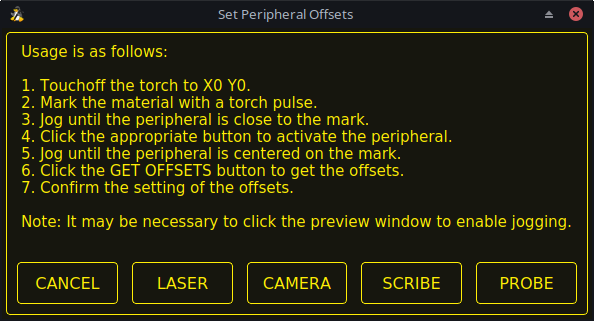 Set Peripheral Offsets
Usage is as follows:
1. Touchoff the torch to X0 Y0.
2. Mark the material with a torch pulse.
3. Jog until the peripheral is close to the mark.
4. Click the appropriate button to activate the peripheral.
5. Jog until the peripheral is centered on the mark.
6. Click the GET OFFSETS button to get the offsets.
7. Confirm the setting of the offsets.
Note: It may be necessary to click the preview window to enable jogging.
CANCEL LASER CAMERA SCRIBE PROBE